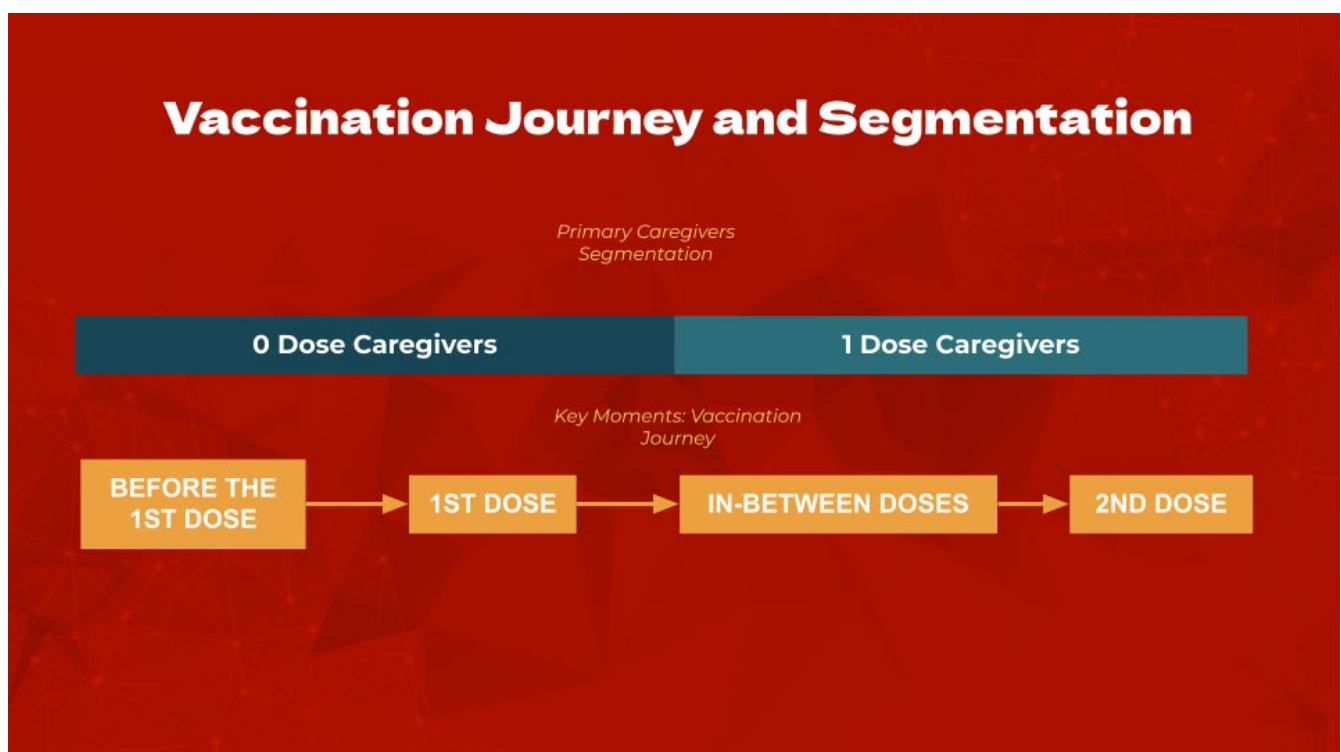 Vaccination Journey and Segmentation
Primary Caregivers
Segmentation
0 Dose Caregivers
1 Dose Caregivers
Key Moments: Vaccination
Journey
BEFORE THE
1ST DOSE
1ST DOSE
IN-BETWEEN DOSES
2ND DOSE